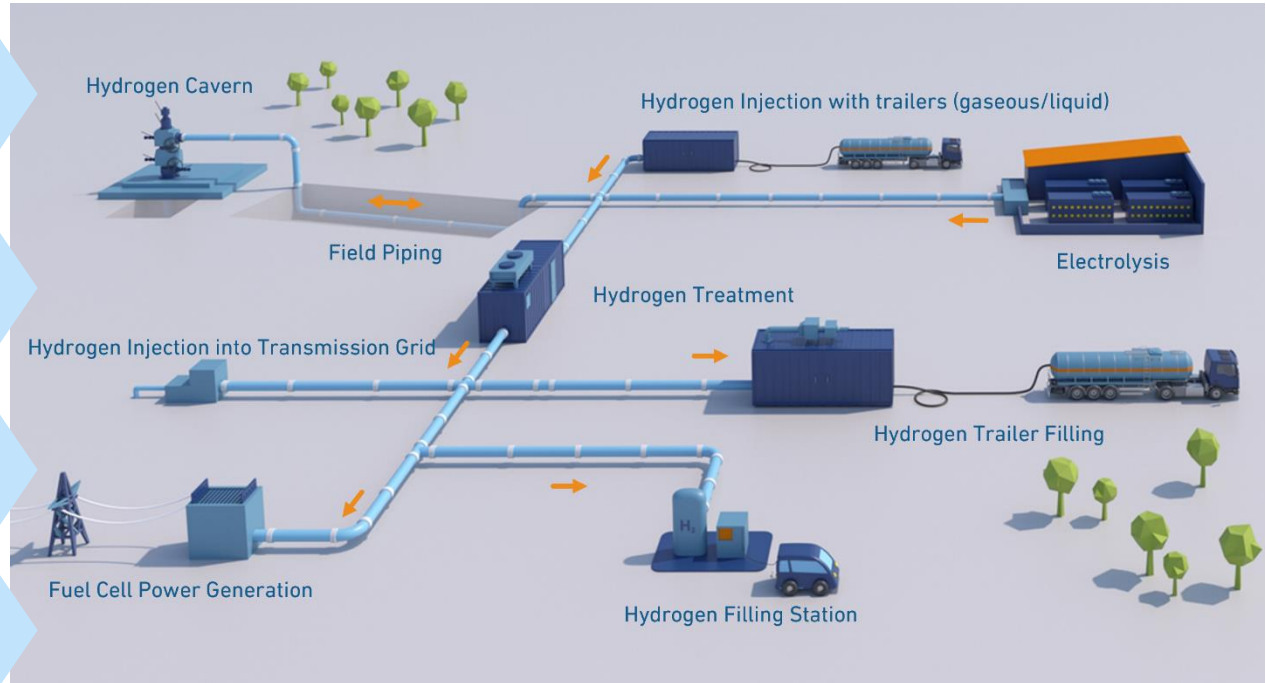 Hydrogen Cavern
Hydrogen Injection with trailers (gaseous/liquid)
Field Piping
Electrolysis
Hydrogen Treatment
Hydrogen Injection into Transmission Grid
Hydrogen Trailer Filling
H₂
Fuel Cell Power Generation
Hydrogen Filling Station